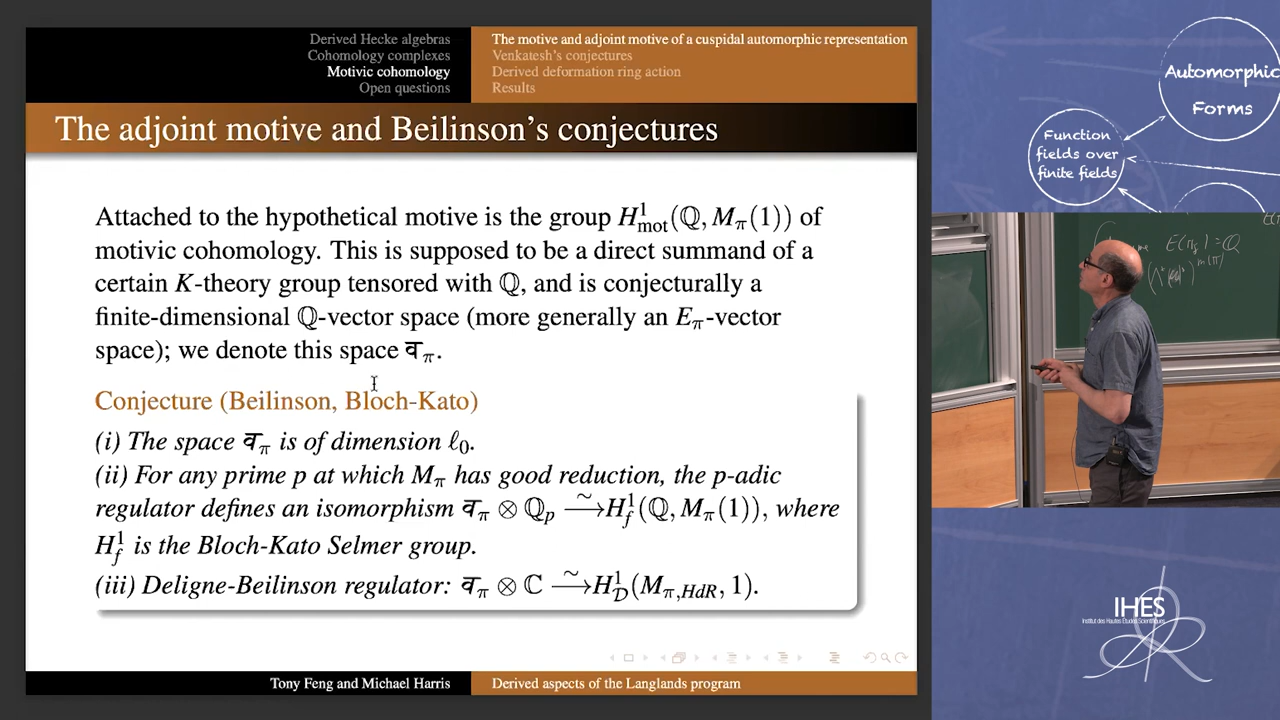 Derived Hecke algebras
Cohomology complexes
Motivic cohomology
Open questions
The motive and adjoint motive of a cuspidal automorphic representation
Venkatesh's conjectures
Derived deformation ring action
Results
The adjoint motive and Beilinson's conjectures
Attached to the hypothetical motive is the group H^1_mot(ℚ, M_π(1)) of
motivic cohomology. This is supposed to be a direct summand of a
certain K-theory group tensored with ℚ, and is conjecturally a
finite-dimensional ℚ-vector space (more generally an E_π-vector
space); we denote this space व_π.
Conjecture (Beilinson, Bloch-Kato)
(i) The space व_π is of dimension ℓ_0.
(ii) For any prime p at which M_π has good reduction, the p-adic
regulator defines an isomorphism व_π ⊗ ℚ_p ⟶~ H^1_f(ℚ, M_π(1)), where
H^1_f is the Bloch-Kato Selmer group.
(iii) Deligne-Beilinson regulator: व_π ⊗ ℂ ⟶~ H^1_𝒟(M_π,HdR, 1).
Tony Feng and Michael Harris
Derived aspects of the Langlands program
Automorphic
Forms
Function
fields over
finite fields
E(π_f) = ℚ
IHES
Institut des Hautes Études Scientifiques